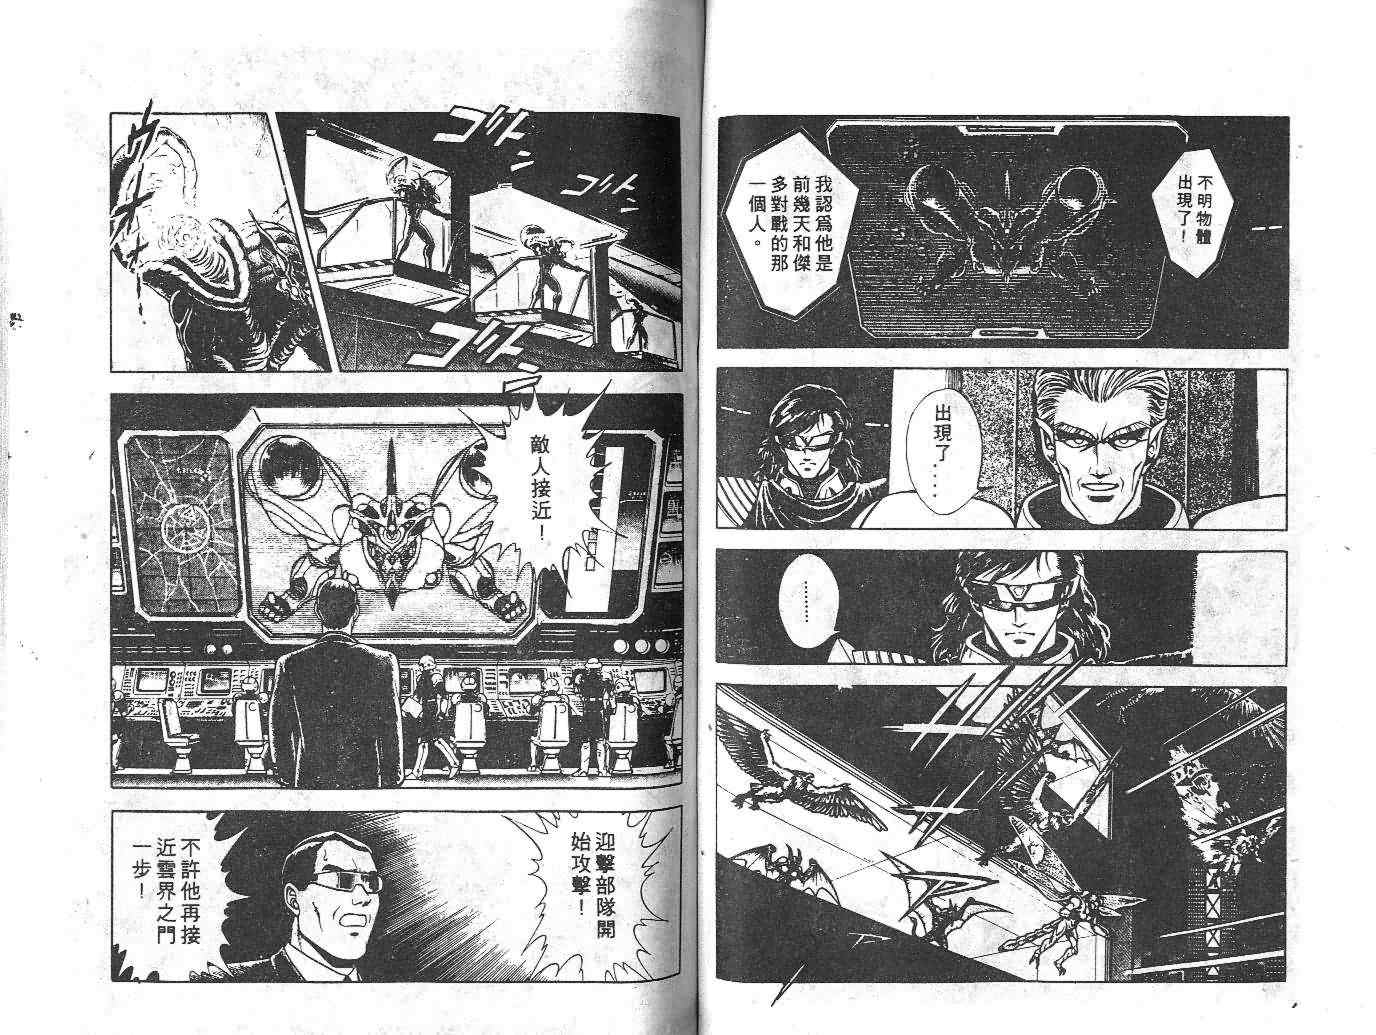 不明物體
出現了！
我認爲他是
前幾天和傑
多對戰的那
一個人。
出現了‥‥
‥‥‥‥
ゴゾト
ゴゾト
ゴゾト
敵人接近！
迎擊部隊開
始攻擊！
不許他再接
近雲界之門
一步！